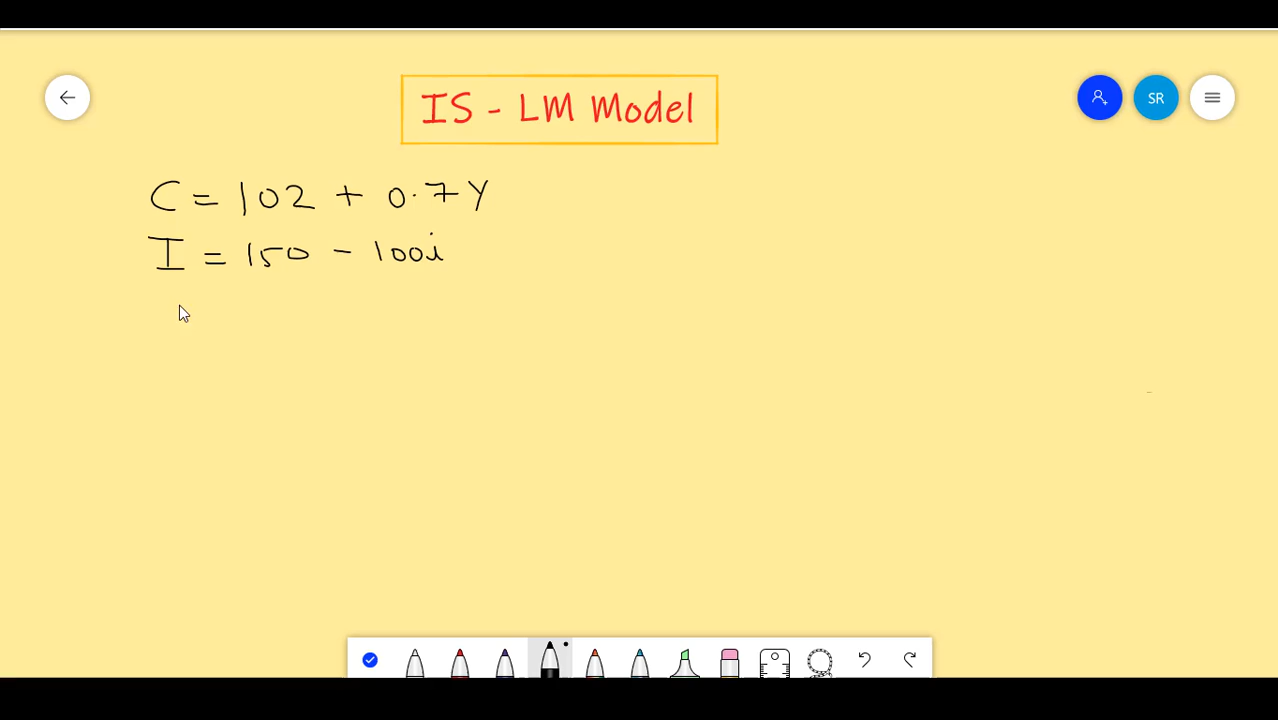 IS - LM Model
SR
C = 102 + 0.7Y
I = 150 - 100i